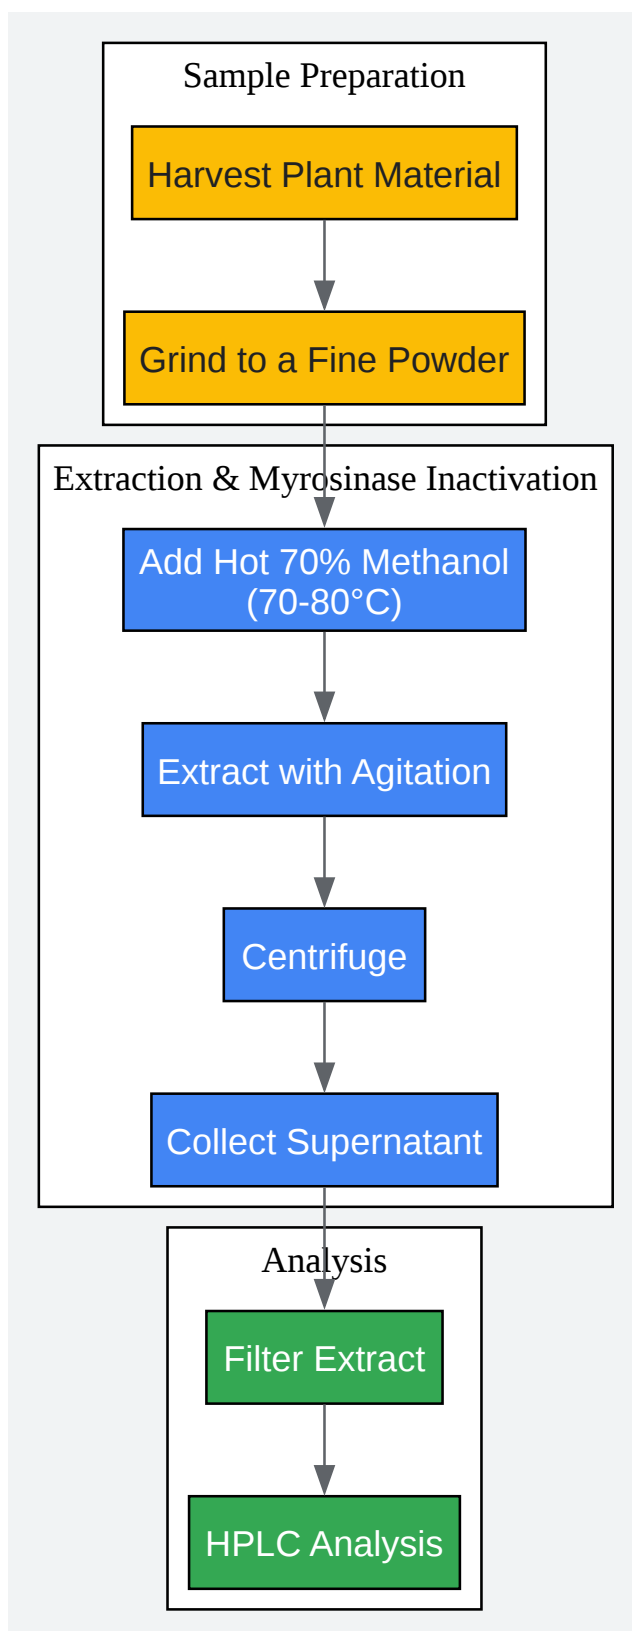 Sample Preparation
Harvest Plant Material
Grind to a Fine Powder
Extraction & Myrosinase Inactivation
Add Hot 70% Methanol
(70-80°C)
Extract with Agitation
Centrifuge
Collect Supernatant
Analysis
Filter Extract
HPLC Analysis